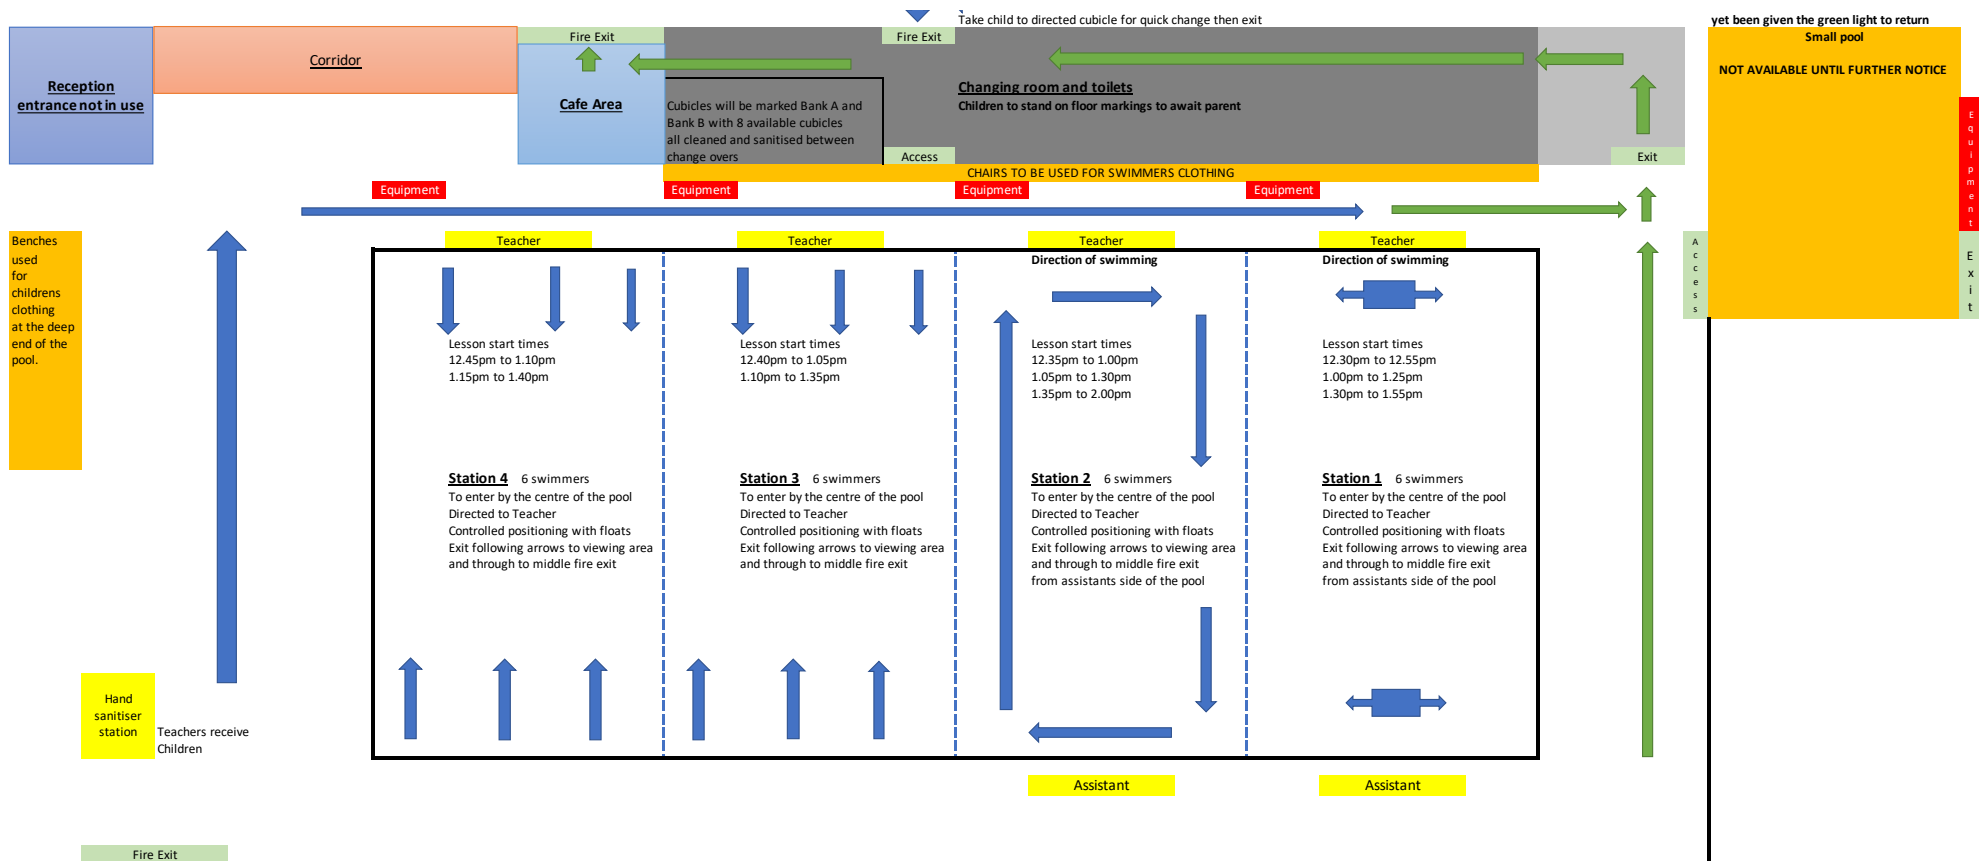 Take child to directed cubicle for quick change then exit
yet been given the green light to return
Fire Exit
Fire Exit
Small pool
Reception
entrance not in use
Corridor
NOT AVAILABLE UNTIL FURTHER NOTICE
Cafe Area
Changing room and toilets
Children to stand on floor markings to await parent
Cubicles will be marked Bank A and
Bank B with 8 available cubicles
all cleaned and sanitised between
change overs
Access
Exit
Equipment
CHAIRS TO BE USED FOR SWIMMERS CLOTHING
Equipment
Equipment
Equipment
Equipment
Benches
used
for
childrens
clothing
at the deep
end of the
pool.
Teacher
Teacher
Teacher
Teacher
Access
Exit
Direction of swimming
Direction of swimming
Lesson start times
12.45pm to 1.10pm
1.15pm to 1.40pm
Lesson start times
12.40pm to 1.05pm
1.10pm to 1.35pm
Lesson start times
12.35pm to 1.00pm
1.05pm to 1.30pm
1.35pm to 2.00pm
Lesson start times
12.30pm to 12.55pm
1.00pm to 1.25pm
1.30pm to 1.55pm
Station 4 6 swimmers
To enter by the centre of the pool
Directed to Teacher
Controlled positioning with floats
Exit following arrows to viewing area
and through to middle fire exit
Station 3 6 swimmers
To enter by the centre of the pool
Directed to Teacher
Controlled positioning with floats
Exit following arrows to viewing area
and through to middle fire exit
Station 2 6 swimmers
To enter by the centre of the pool
Directed to Teacher
Controlled positioning with floats
Exit following arrows to viewing area
and through to middle fire exit
from assistants side of the pool
Station 1 6 swimmers
To enter by the centre of the pool
Directed to Teacher
Controlled positioning with floats
Exit following arrows to viewing area
and through to middle fire exit
from assistants side of the pool
Hand
sanitiser
station
Teachers receive
Children
Assistant
Assistant
Fire Exit